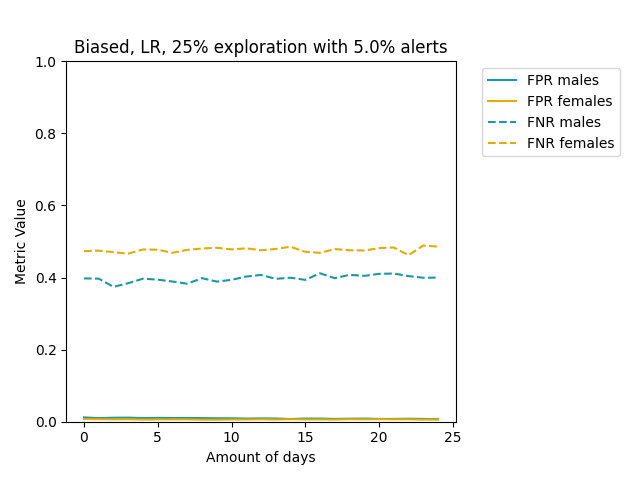 Biased, LR, 25% exploration with 5.0% alerts
1.0
0.8
0.6
0.4
0.2
0.0
Metric Value
0 5 10 15 20 25
Amount of days
FPR males
FPR females
FNR males
FNR females